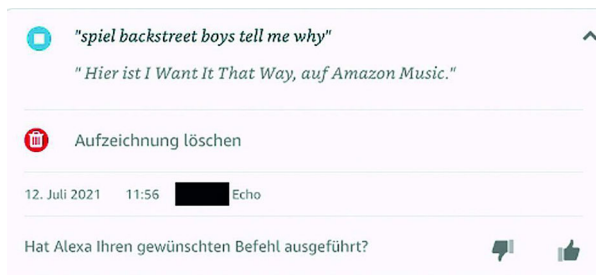 "spiel backstreet boys tell me why"
" Hier ist I Want It That Way, auf Amazon Music."
Aufzeichnung löschen
12. Juli 2021 11:56 Echo
Hat Alexa Ihren gewünschten Befehl ausgeführt?